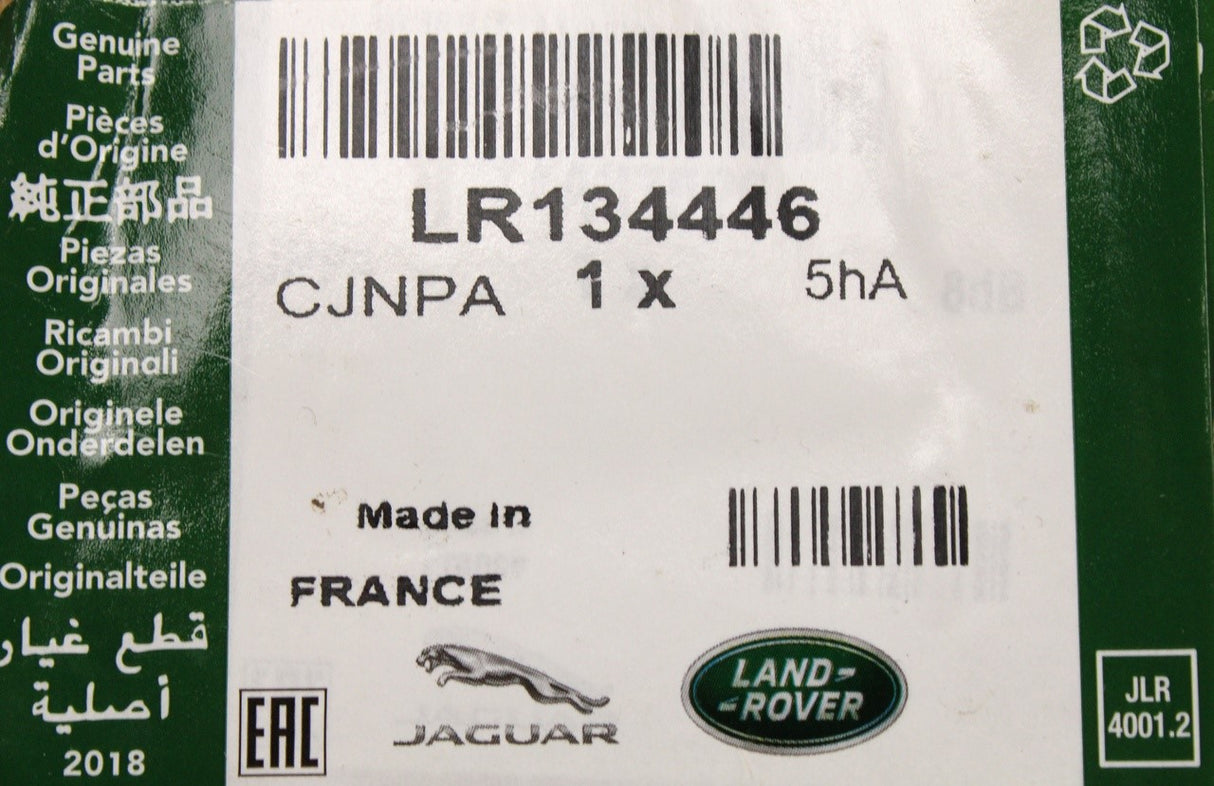 Genuine
Parts
Pièces
d'Origine
純正部品
Piezas
Originales
Ricambi
Originali
Originele
Onderdelen
Peças
Genuinas
Originalteile
قطع غيار
أصلية
2018
LR134446
CJNPA 1 x 5hA
Made in
FRANCE
EAC
JAGUAR
LAND-
-ROVER
JLR
4001.2